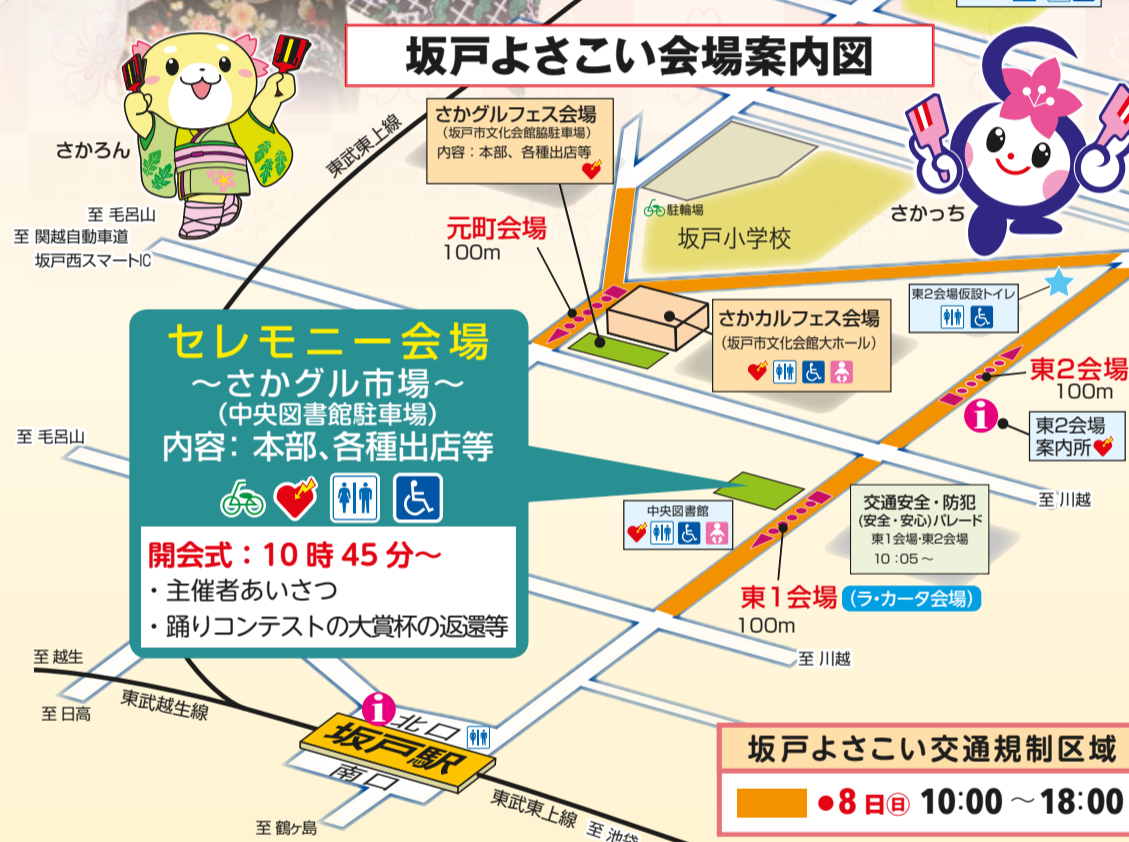 坂戸よさこい会場案内図
さかろん
東武東上線
さかグルフェス会場
(坂戸市文化会館脇駐車場)
内容：本部、各種出店等
さかっち
至 毛呂山
至 関越自動車道
坂戸西スマートIC
元町会場
100m
駐輪場
坂戸小学校
東2会場仮設トイレ
さかカルフェス会場
(坂戸市文化会館大ホール)
セレモニー会場
～さかグル市場～
(中央図書館駐車場)
内容：本部、各種出店等
開会式：10時45分～
・主催者あいさつ
・踊りコンテストの大賞杯の返還等
東2会場
100m
i
東2会場
案内所
至 毛呂山
至 川越
中央図書館
交通安全・防犯
(安全・安心)パレード
東1会場・東2会場
10：05～
東1会場 (ラ・カータ会場)
100m
至 川越
至 越生
至 日高
東武越生線
i
北口
坂戸駅
南口
至 鶴ヶ島
東武東上線
至 池袋
坂戸よさこい交通規制区域
●8日㊐ 10:00～18:00